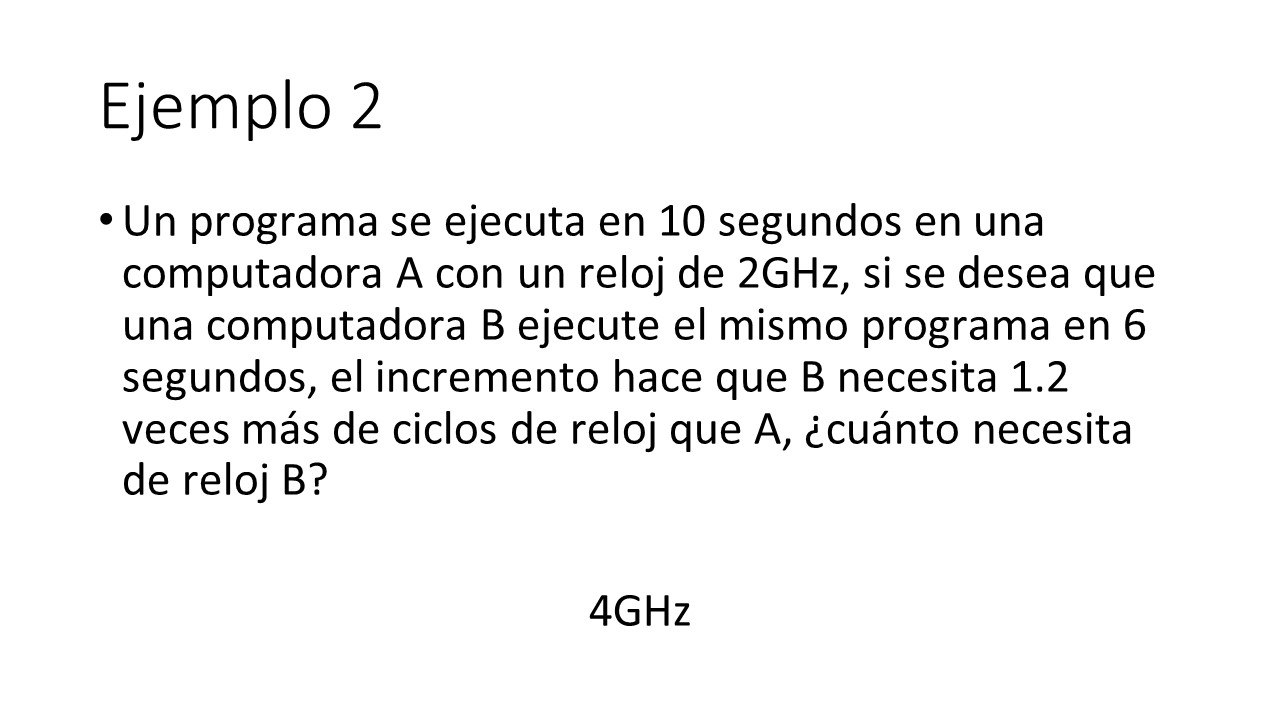 Ejemplo 2
• Un programa se ejecuta en 10 segundos en una
computadora A con un reloj de 2GHz, si se desea que
una computadora B ejecute el mismo programa en 6
segundos, el incremento hace que B necesita 1.2
veces más de ciclos de reloj que A, ¿cuánto necesita
de reloj B?
4GHz